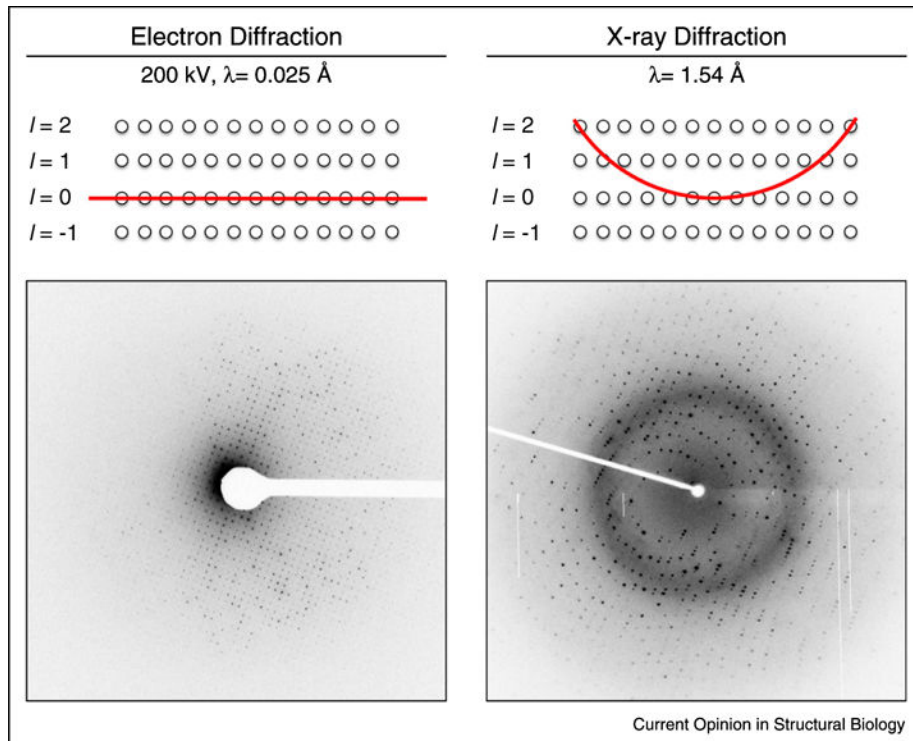 Electron Diffraction
200 kV, λ= 0.025 Å
l = 2
l = 1
l = 0
l = -1
X-ray Diffraction
λ= 1.54 Å
l = 2
l = 1
l = 0
l = -1
Current Opinion in Structural Biology